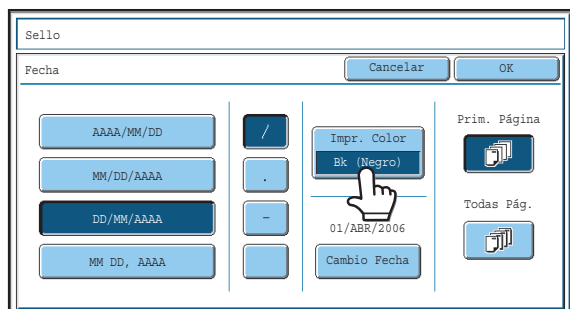 Sello
Fecha
Cancelar
OK
AAAA/MM/DD
MM/DD/AAAA
DD/MM/AAAA
MM DD, AAAA
/
.
-
Impr. Color
Bk (Negro)
01/ABR/2006
Cambio Fecha
Prim. Página
Todas Pág.